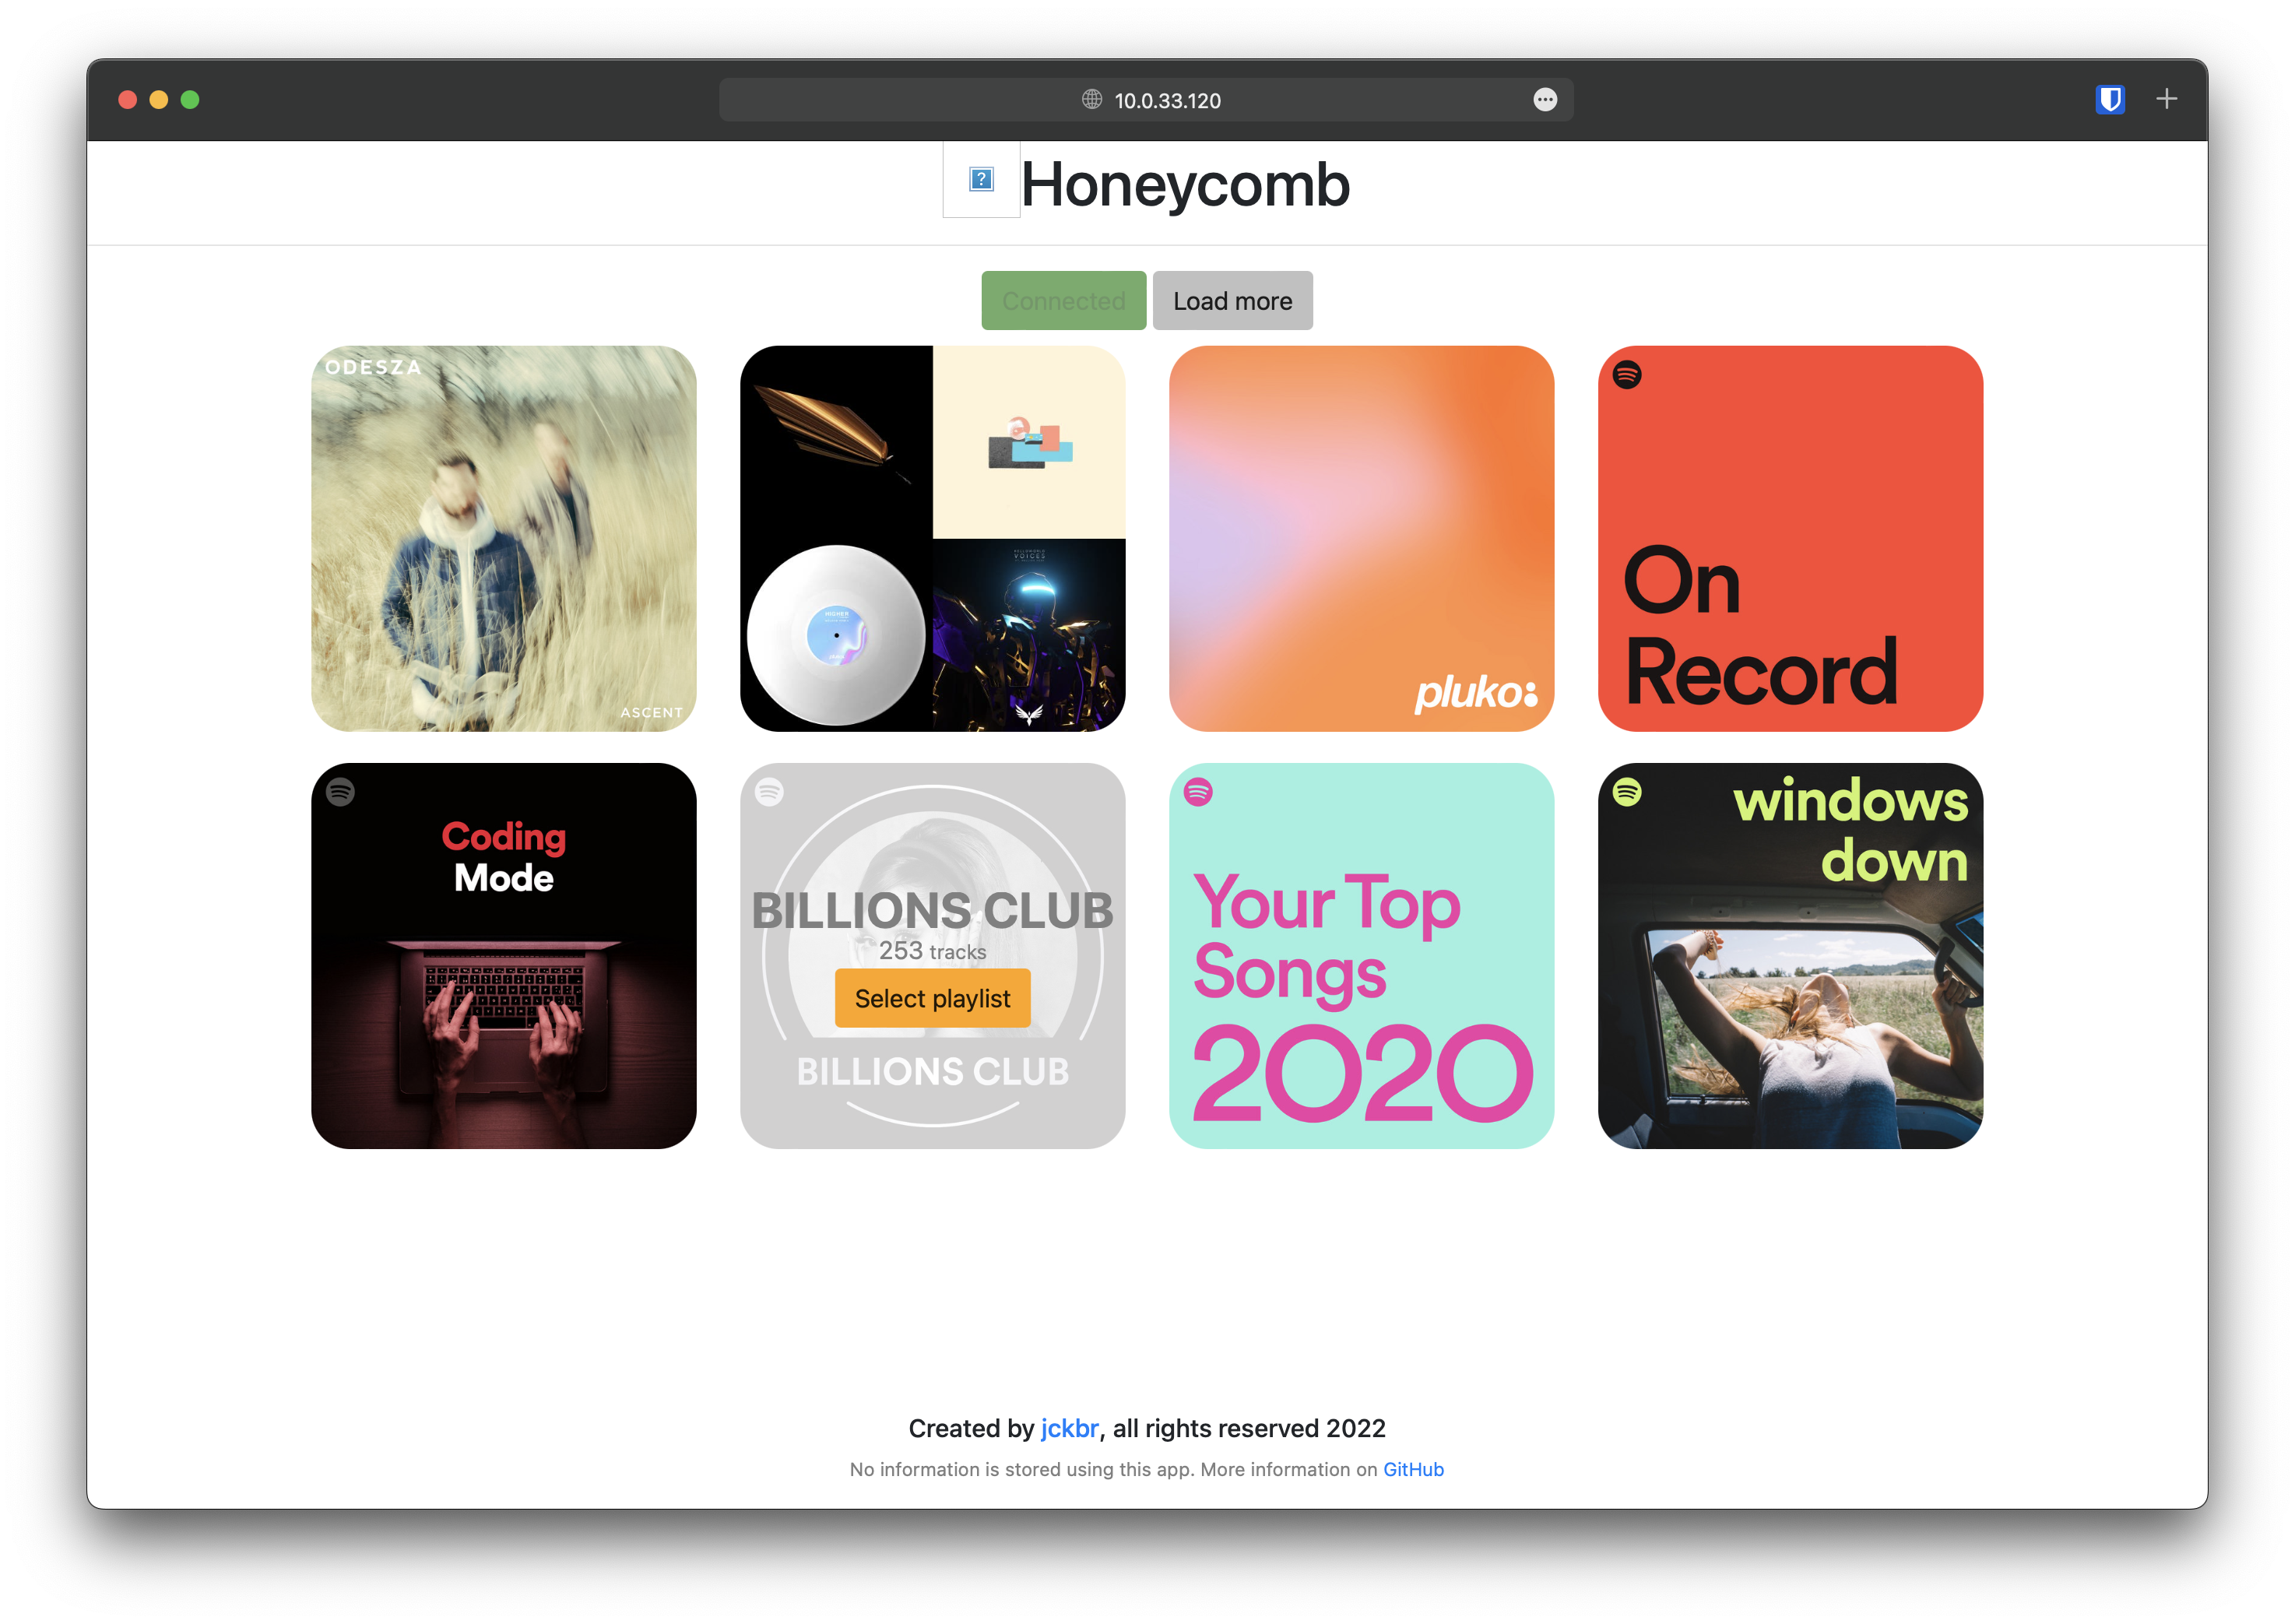 10.0.33.120
Honeycomb
Connected
Load more
ODESZA
ASCENT
HIGHER
VOICES
pluko:
On
Record
Coding
Mode
BILLIONS CLUB
253 tracks
Select playlist
BILLIONS CLUB
Your Top
Songs
2020
windows
down
Created by jckbr, all rights reserved 2022
No information is stored using this app. More information on GitHub